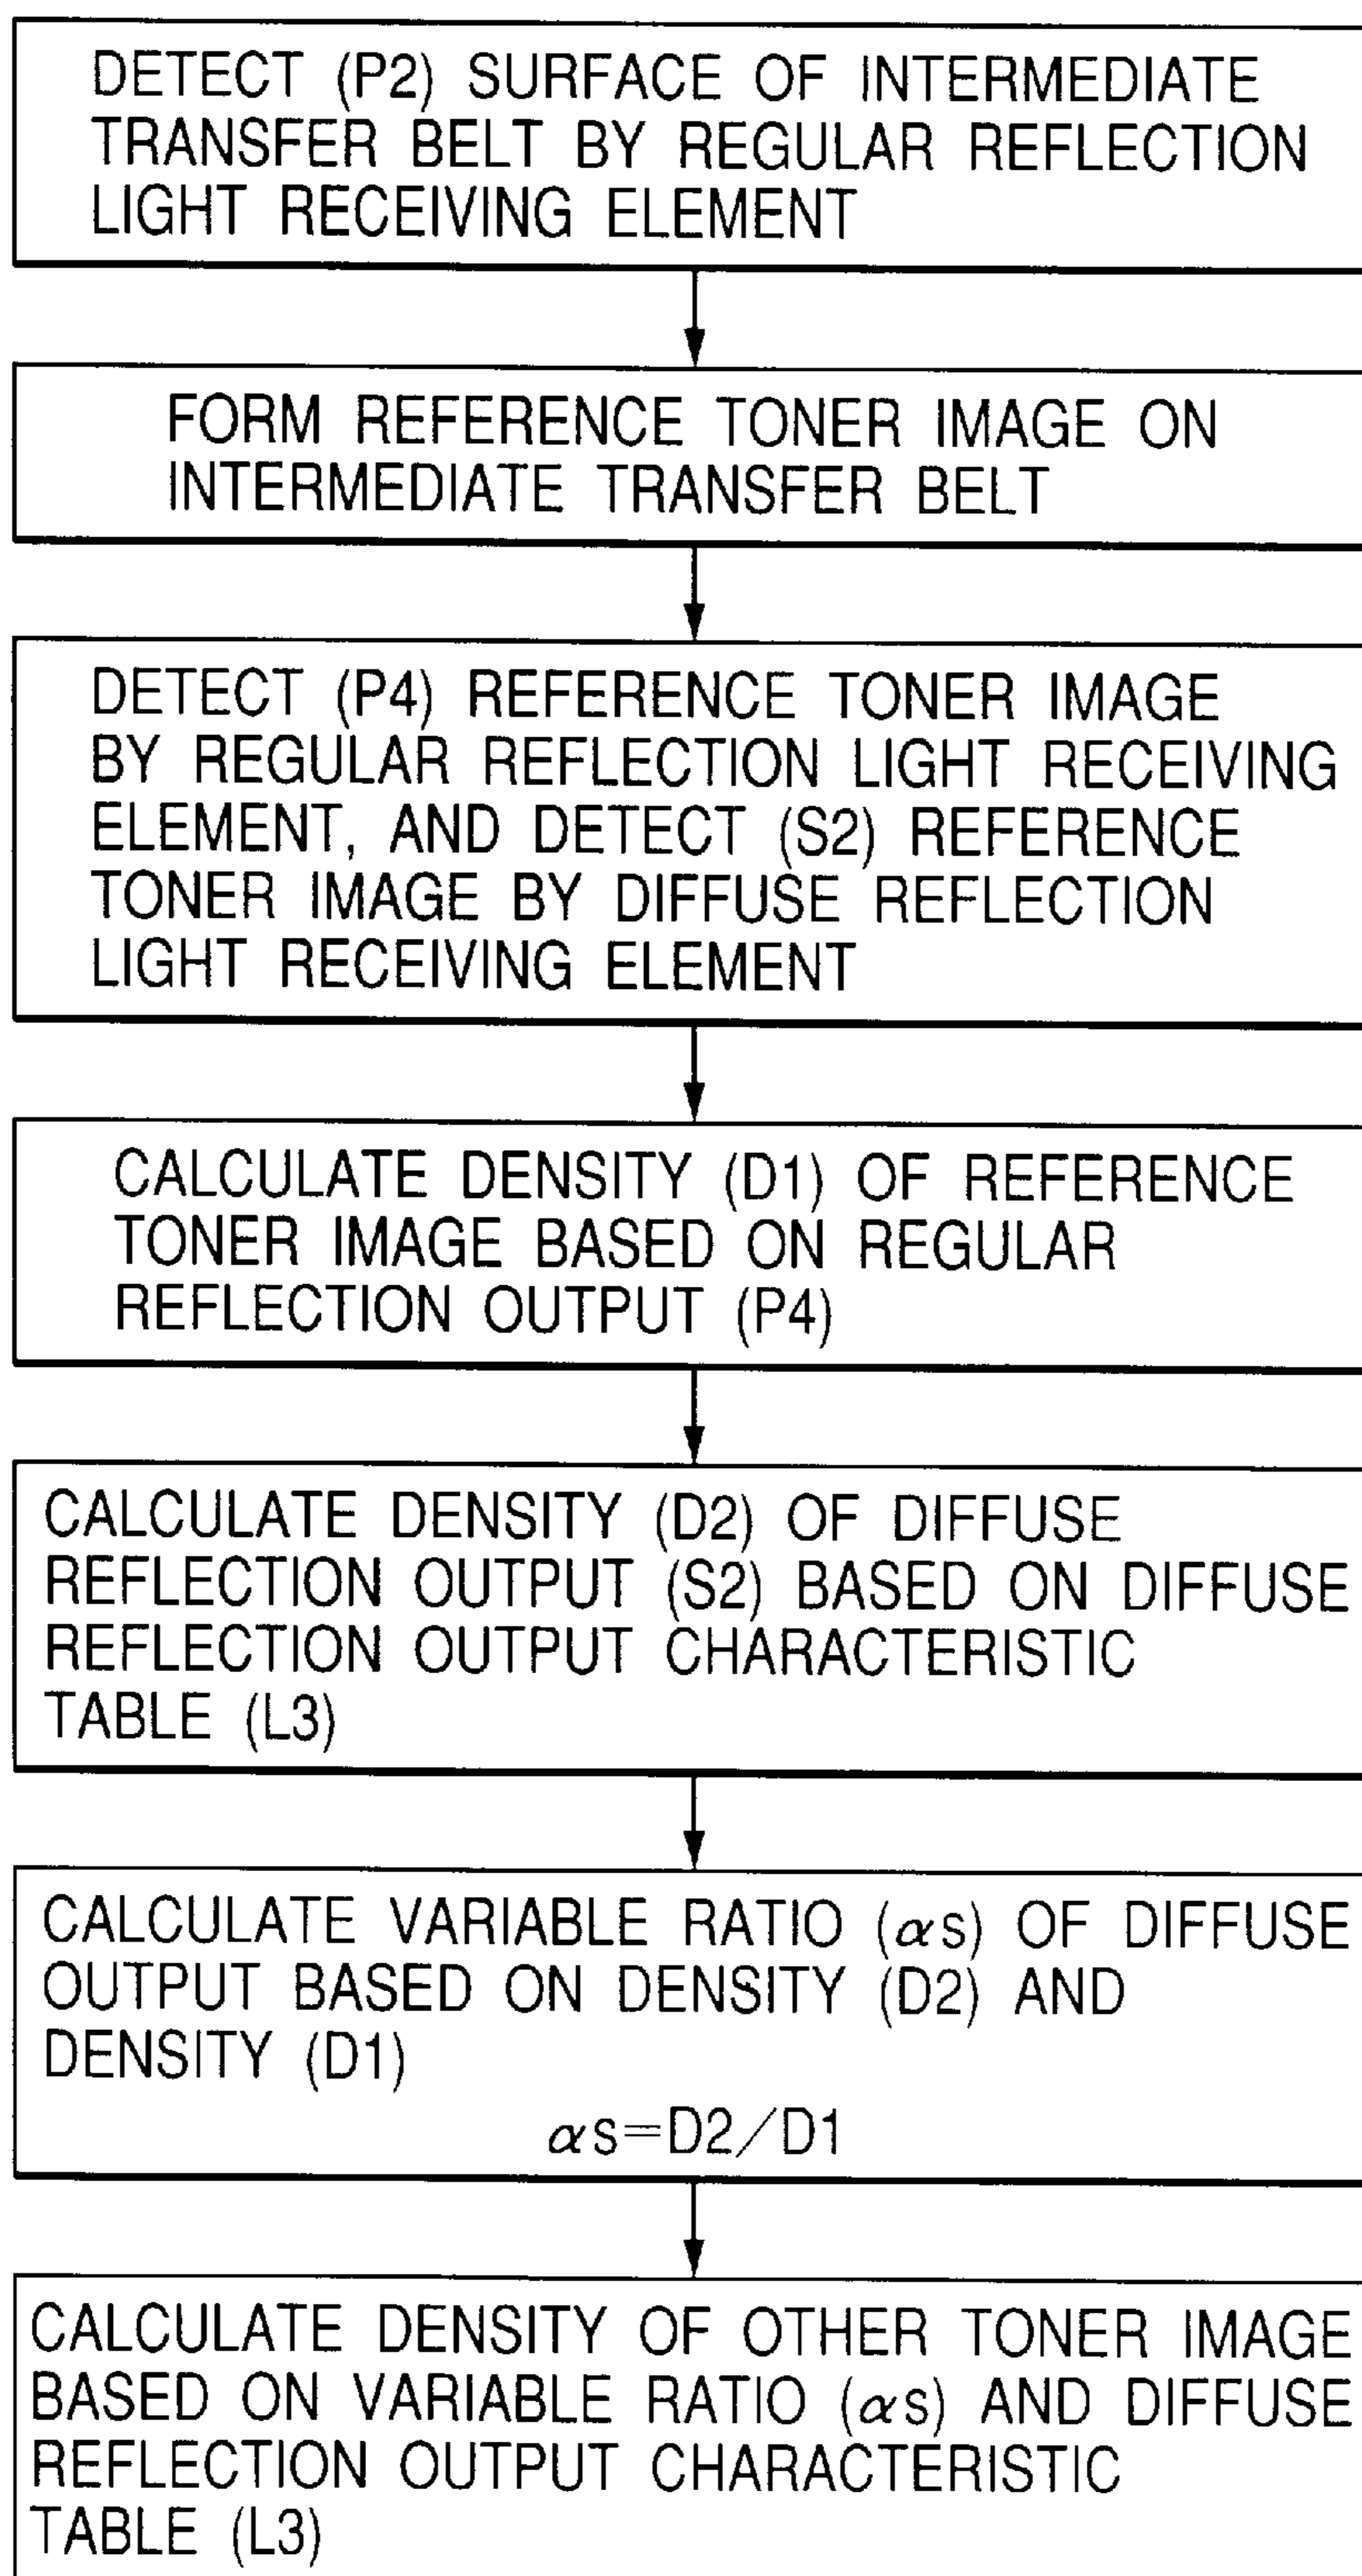 DETECT (P2) SURFACE OF INTERMEDIATE
TRANSFER BELT BY REGULAR REFLECTION
LIGHT RECEIVING ELEMENT
FORM REFERENCE TONER IMAGE ON
INTERMEDIATE TRANSFER BELT
DETECT (P4) REFERENCE TONER IMAGE
BY REGULAR REFLECTION LIGHT RECEIVING
ELEMENT, AND DETECT (S2) REFERENCE
TONER IMAGE BY DIFFUSE REFLECTION
LIGHT RECEIVING ELEMENT
CALCULATE DENSITY (D1) OF REFERENCE
TONER IMAGE BASED ON REGULAR
REFLECTION OUTPUT (P4)
CALCULATE DENSITY (D2) OF DIFFUSE
REFLECTION OUTPUT (S2) BASED ON DIFFUSE
REFLECTION OUTPUT CHARACTERISTIC
TABLE (L3)
CALCULATE VARIABLE RATIO (αs) OF DIFFUSE
OUTPUT BASED ON DENSITY (D2) AND
DENSITY (D1)
αs=D2/D1
CALCULATE DENSITY OF OTHER TONER IMAGE
BASED ON VARIABLE RATIO (αs) AND DIFFUSE
REFLECTION OUTPUT CHARACTERISTIC
TABLE (L3)